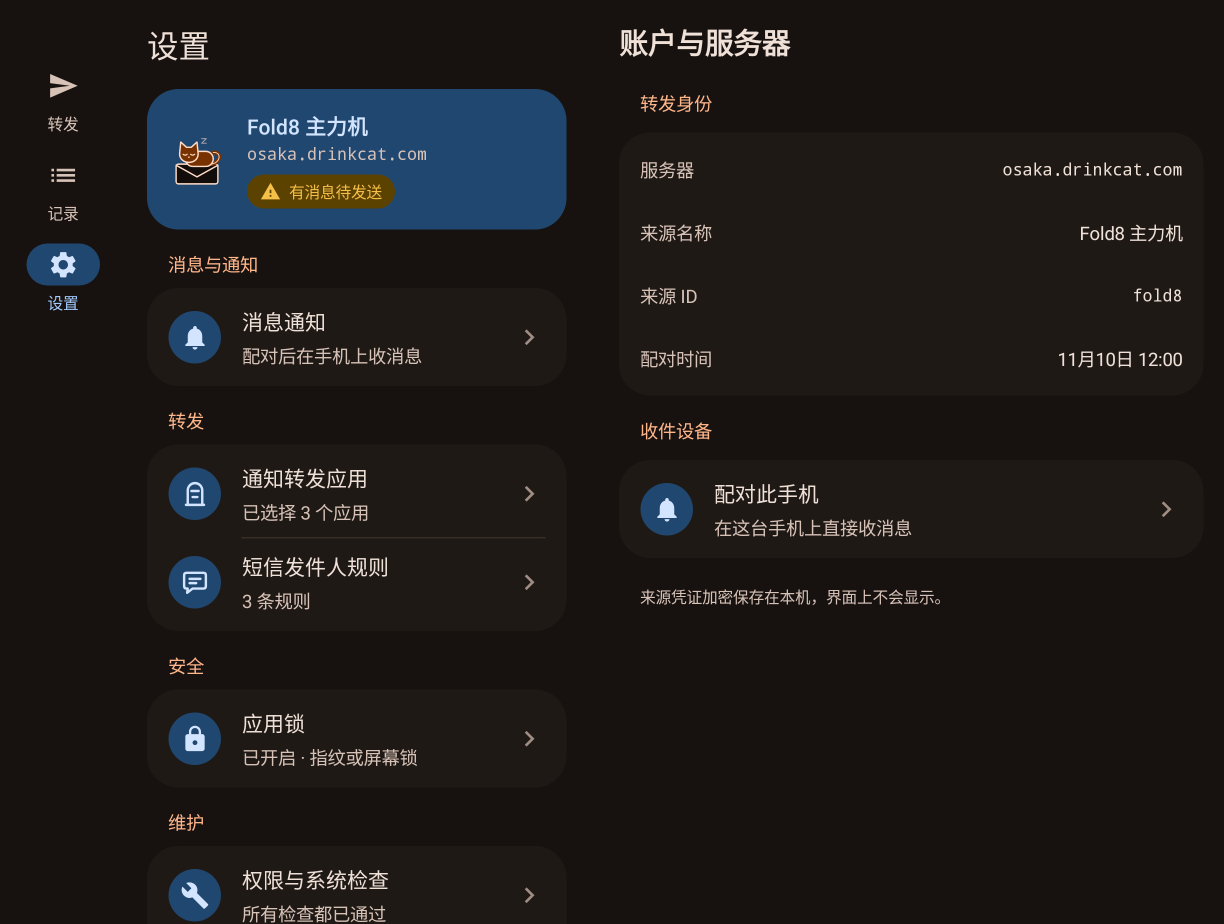 转发
记录
设置
设置
Fold8 主力机
osaka.drinkcat.com
有消息待发送
消息与通知
消息通知
配对后在手机上收消息
转发
通知转发应用
已选择 3 个应用
短信发件人规则
3 条规则
安全
应用锁
已开启 · 指纹或屏幕锁
维护
权限与系统检查
所有检查都已通过
账户与服务器
转发身份
服务器 osaka.drinkcat.com
来源名称 Fold8 主力机
来源 ID fold8
配对时间 11月10日 12:00
收件设备
配对此手机
在这台手机上直接收消息
来源凭证加密保存在本机，界面上不会显示。